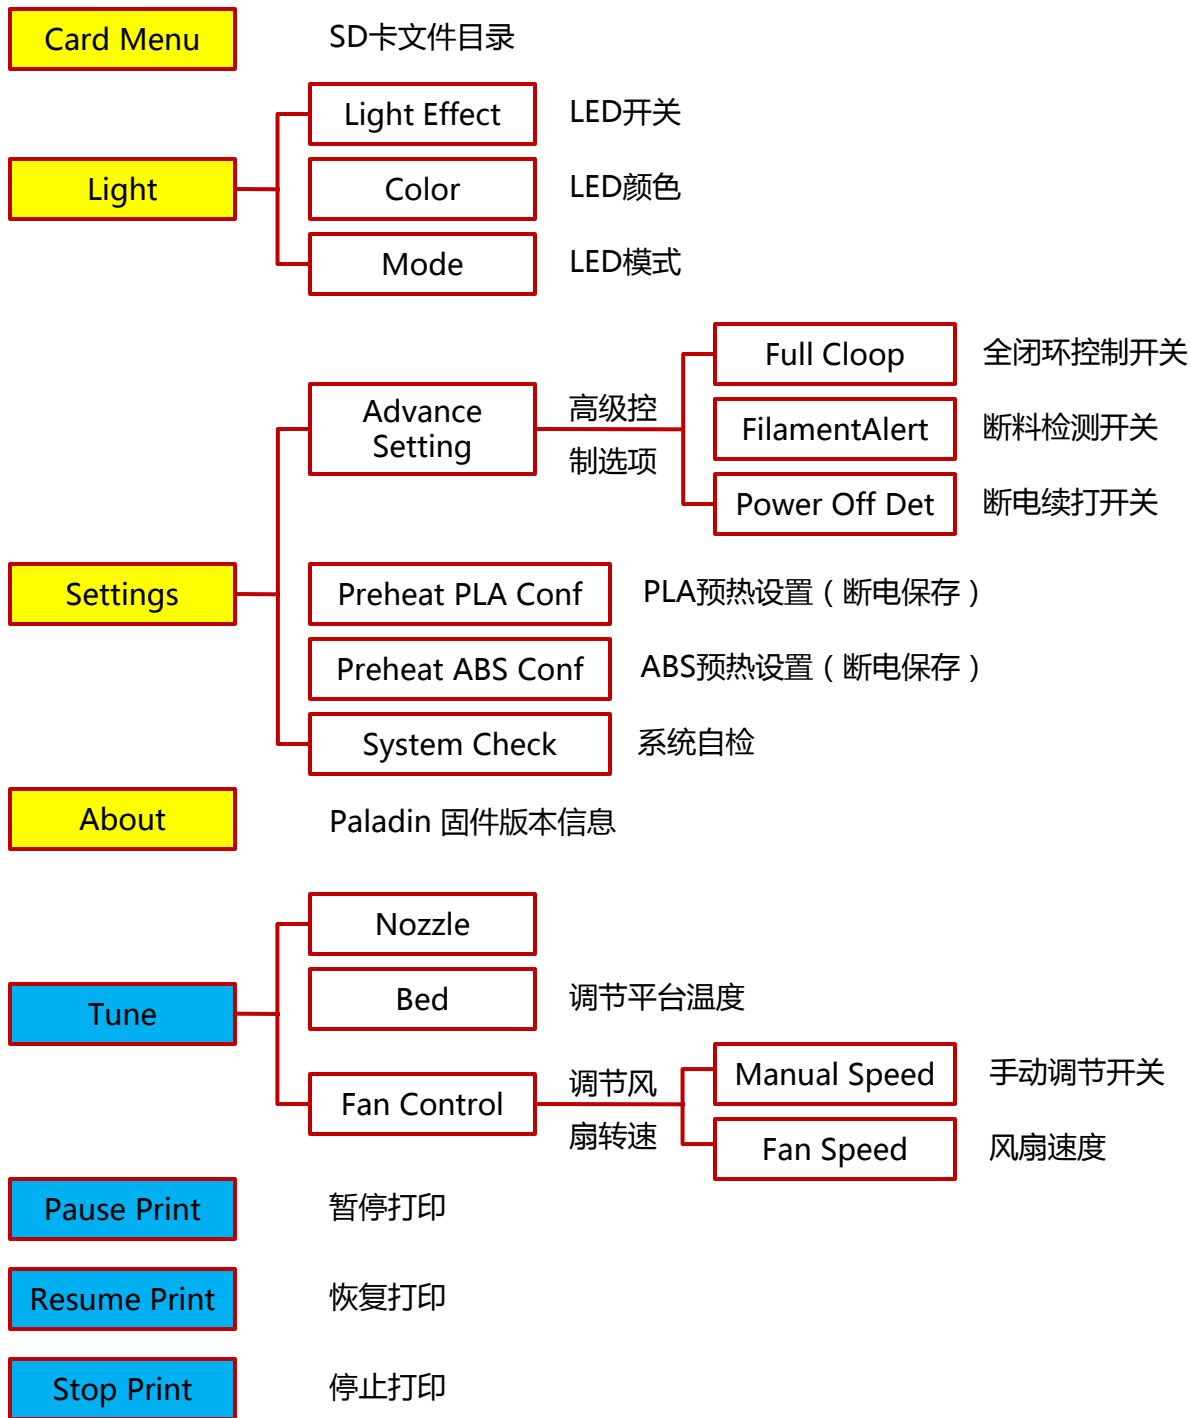 Card Menu
SD卡文件目录
Light Effect
LED开关
Light
Color
LED颜色
Mode
LED模式
Full Cloop
全闭环控制开关
Advance
Setting
高级控
制选项
FilamentAlert
断料检测开关
Power Off Det
断电续打开关
Settings
Preheat PLA Conf
PLA预热设置（断电保存）
Preheat ABS Conf
ABS预热设置（断电保存）
System Check
系统自检
About
Paladin 固件版本信息
Nozzle
Tune
Bed
调节平台温度
Fan Control
调节风
扇转速
Manual Speed
手动调节开关
Fan Speed
风扇速度
Pause Print
暂停打印
Resume Print
恢复打印
Stop Print
停止打印